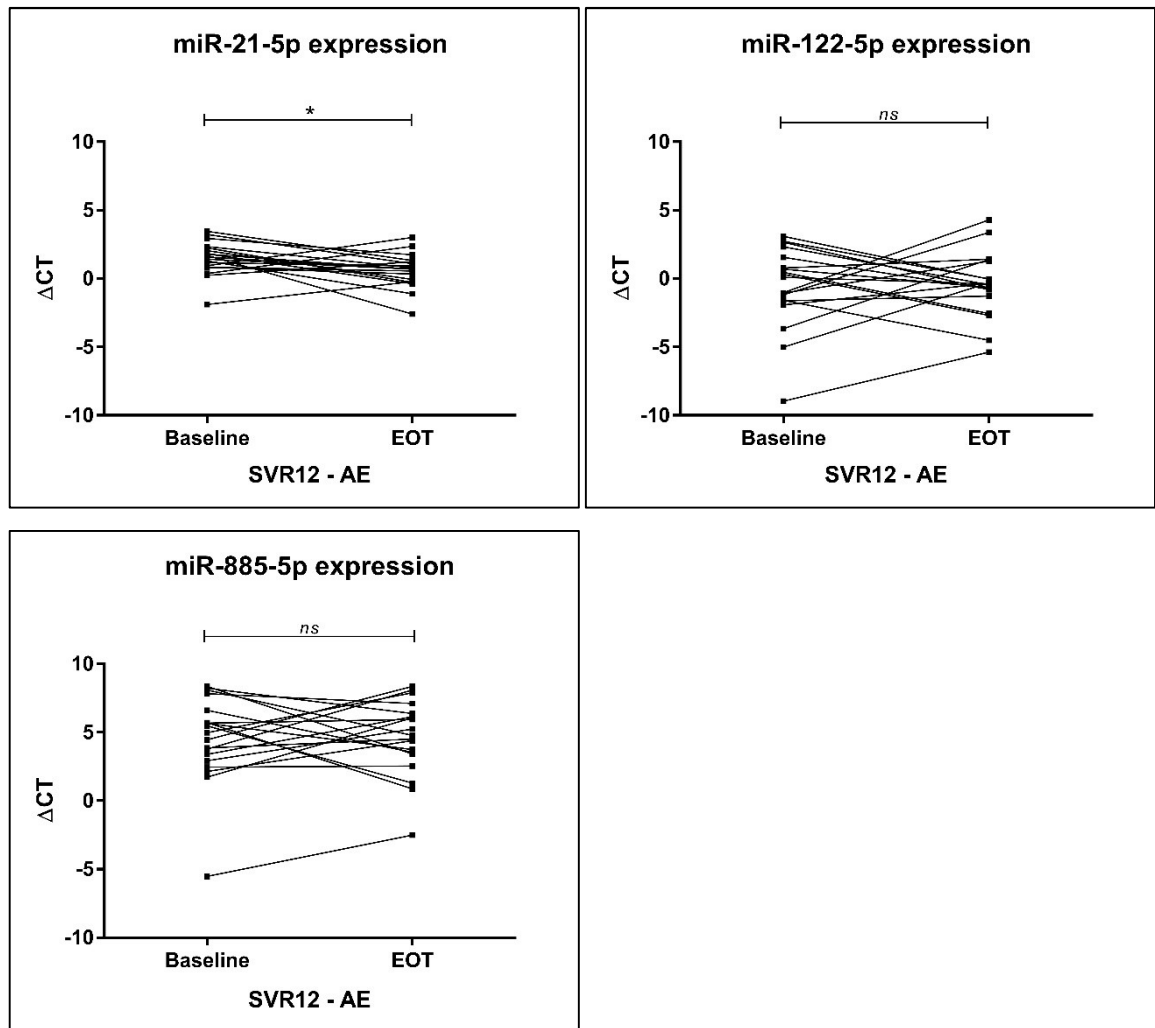 miR-21-5p expression
*
10
5
0
-5
-10
ΔCT
Baseline EOT
SVR12 - AE
miR-122-5p expression
ns
10
5
0
-5
-10
ΔCT
Baseline EOT
SVR12 - AE
miR-885-5p expression
ns
10
5
0
-5
-10
ΔCT
Baseline EOT
SVR12 - AE